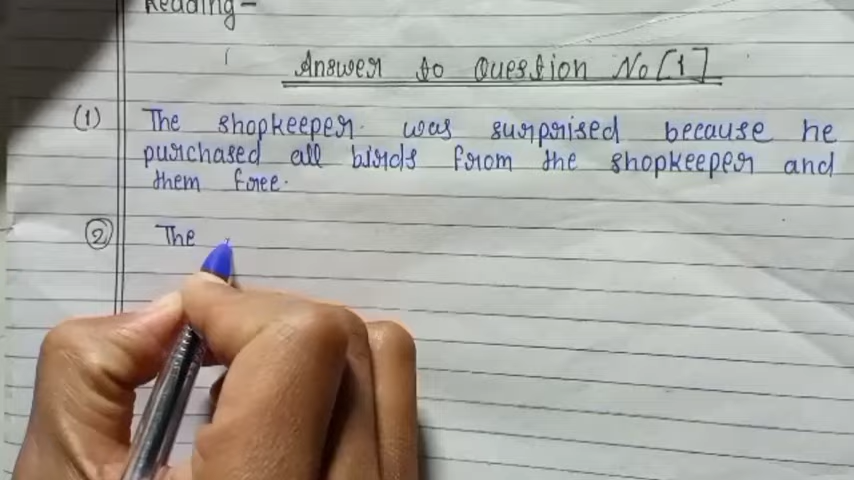 Reading -
Answer to Question No [1]
(1) The shopkeeper. was surprised because he
purchased all birds from the shopkeeper and
them free.
(2) The